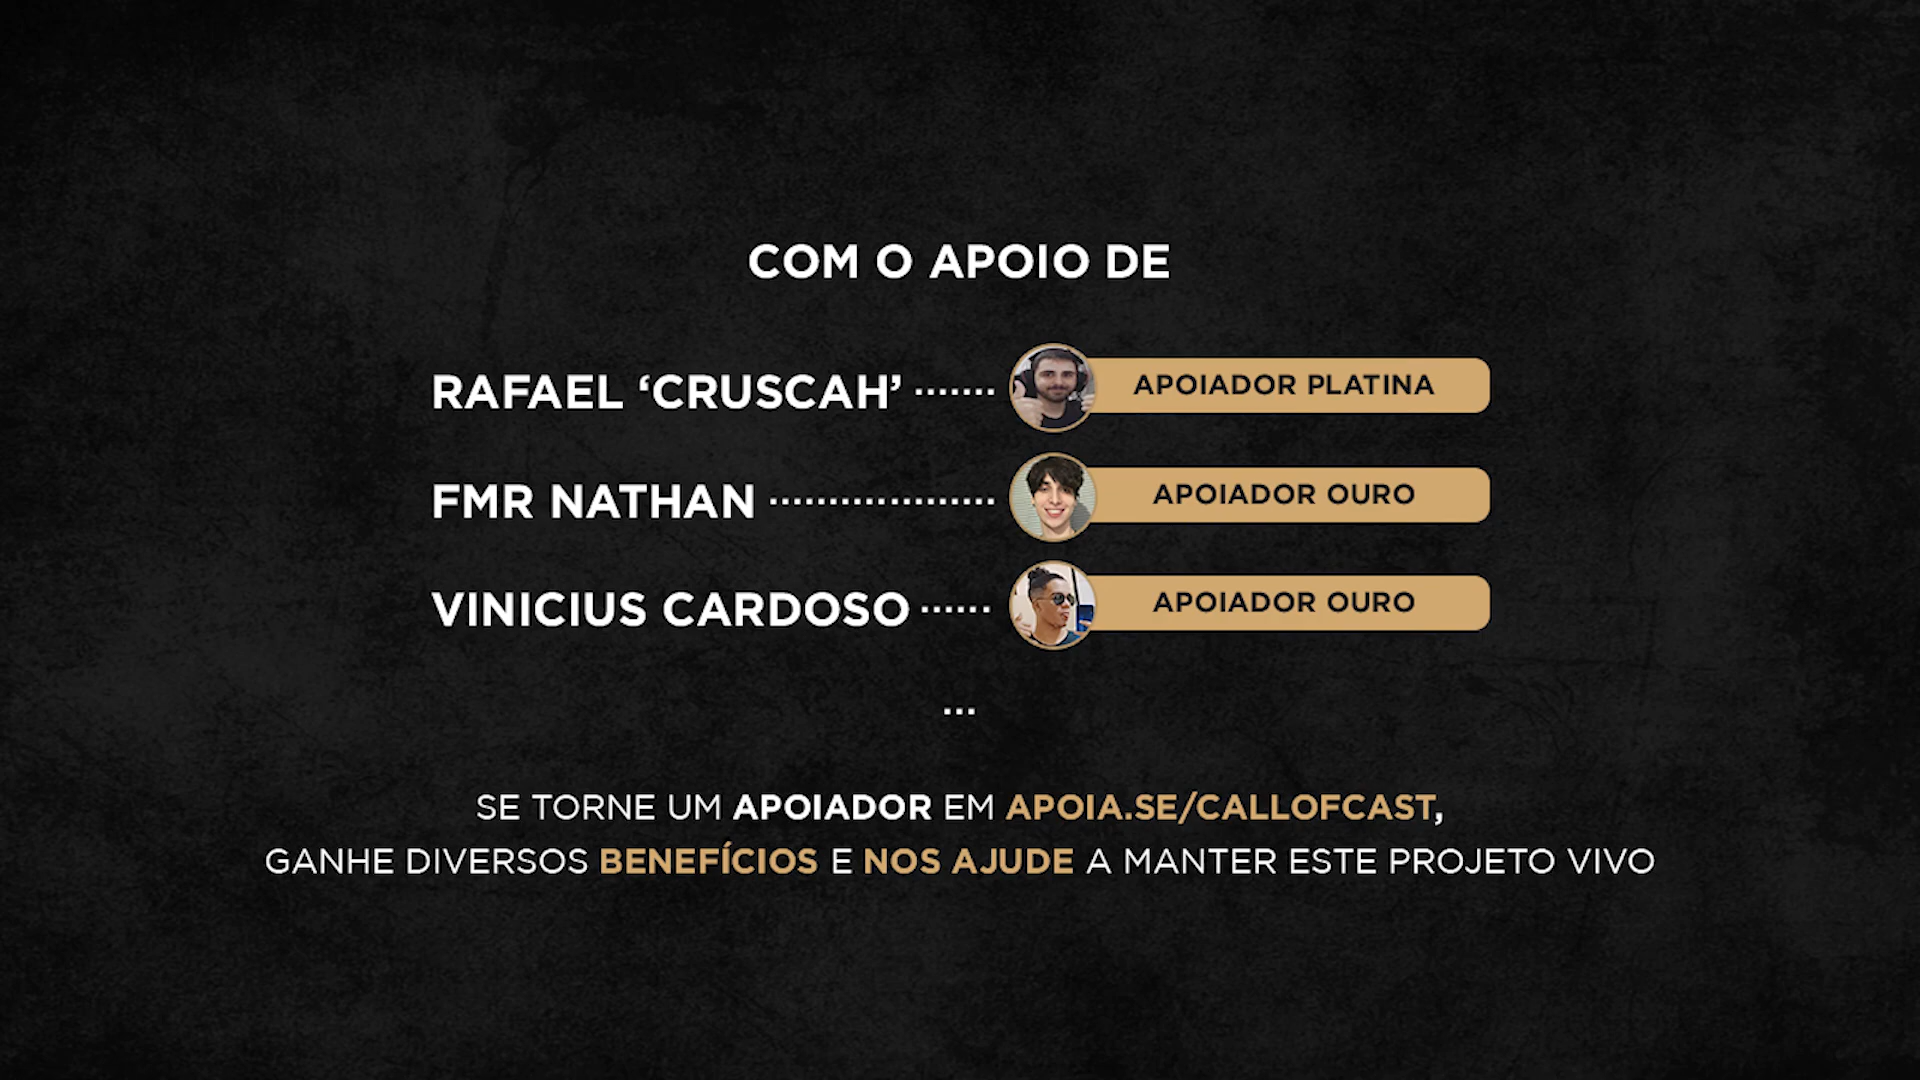 COM O APOIO DE
RAFAEL ‘CRUSCAH’ ....... APOIADOR PLATINA
FMR NATHAN ................... APOIADOR OURO
VINICIUS CARDOSO ...... APOIADOR OURO
...
SE TORNE UM APOIADOR EM APOIA.SE/CALLOFCAST,
GANHE DIVERSOS BENEFÍCIOS E NOS AJUDE A MANTER ESTE PROJETO VIVO